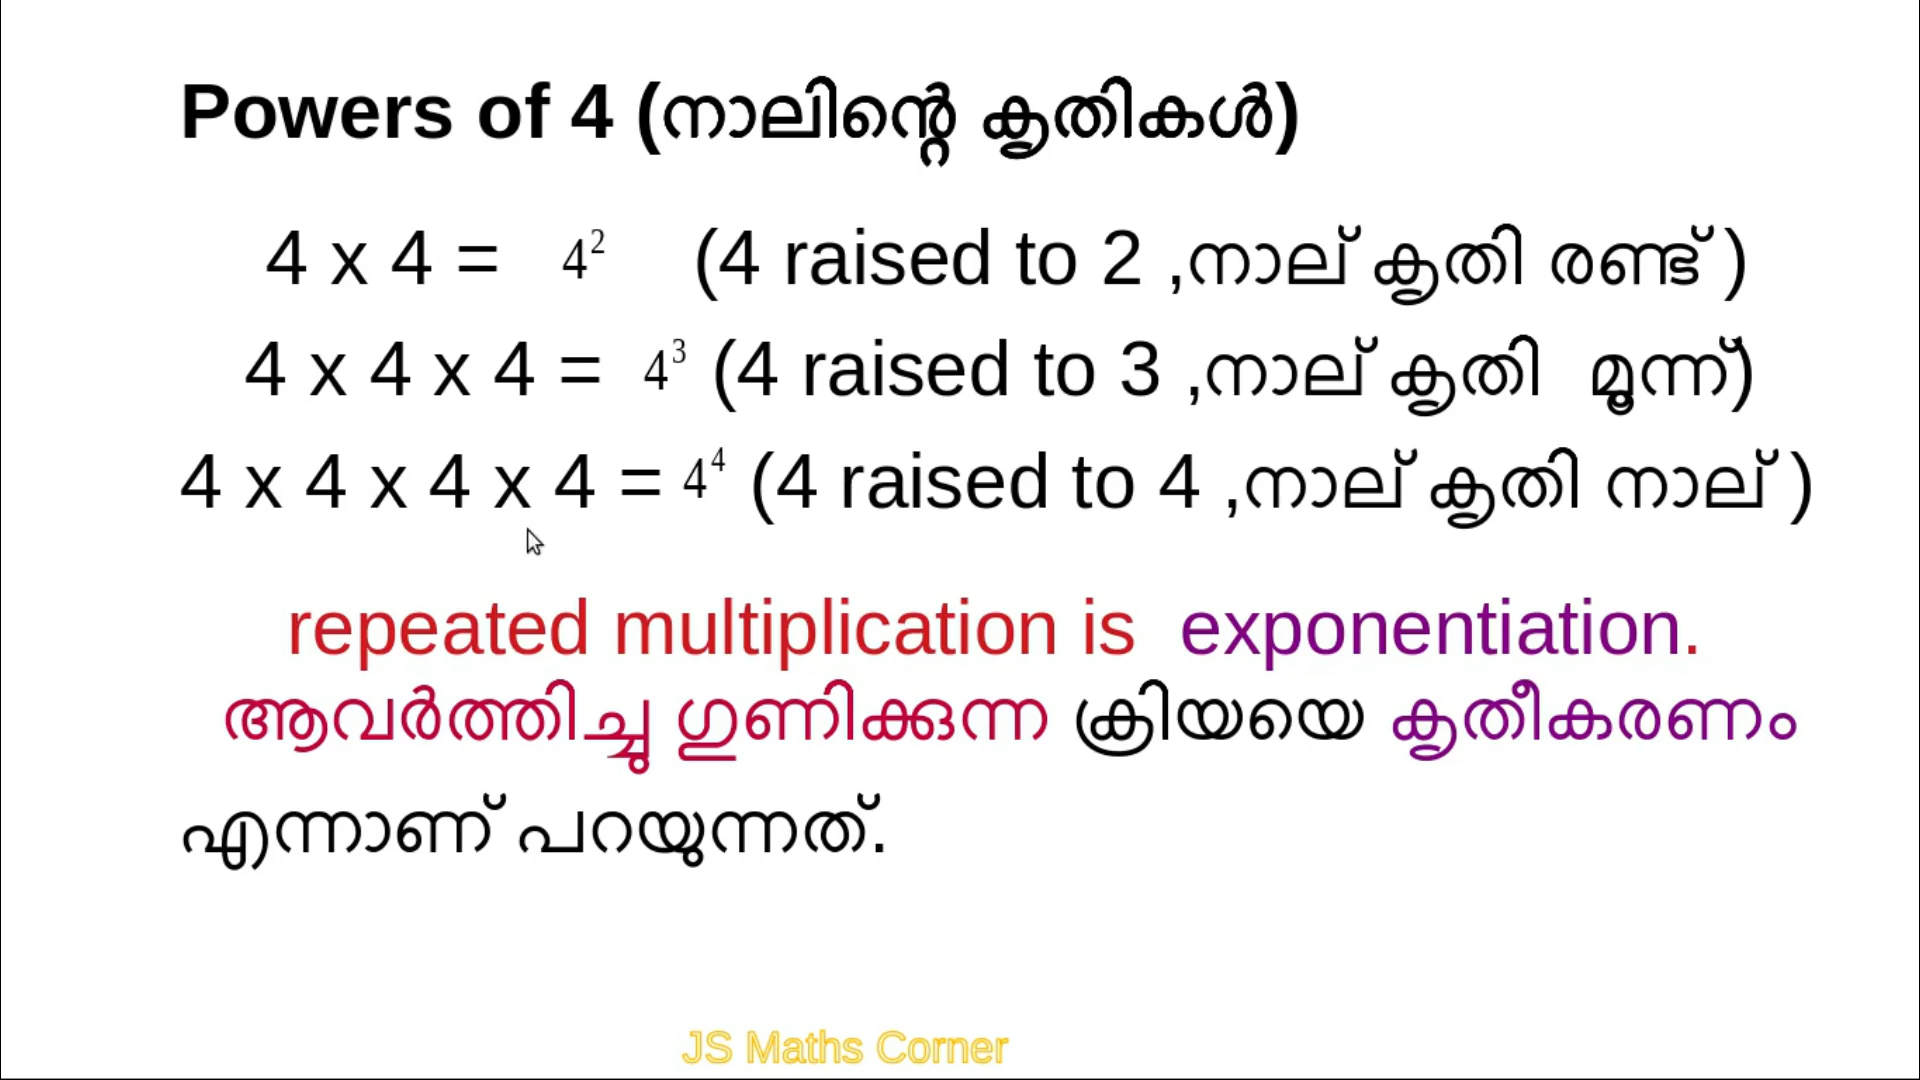 Powers of 4 (നാലിന്റെ കൃതികൾ)
4 x 4 = 4² (4 raised to 2 ,നാല് കൃതി രണ്ട് )
4 x 4 x 4 = 4³ (4 raised to 3 ,നാല് കൃതി മൂന്ന്)
4 x 4 x 4 x 4 = 4⁴ (4 raised to 4 ,നാല് കൃതി നാല് )
repeated multiplication is exponentiation.
ആവർത്തിച്ചു ഗുണിക്കുന്ന ക്രിയയെ കൃതീകരണം
എന്നാണ് പറയുന്നത്.
JS Maths Corner